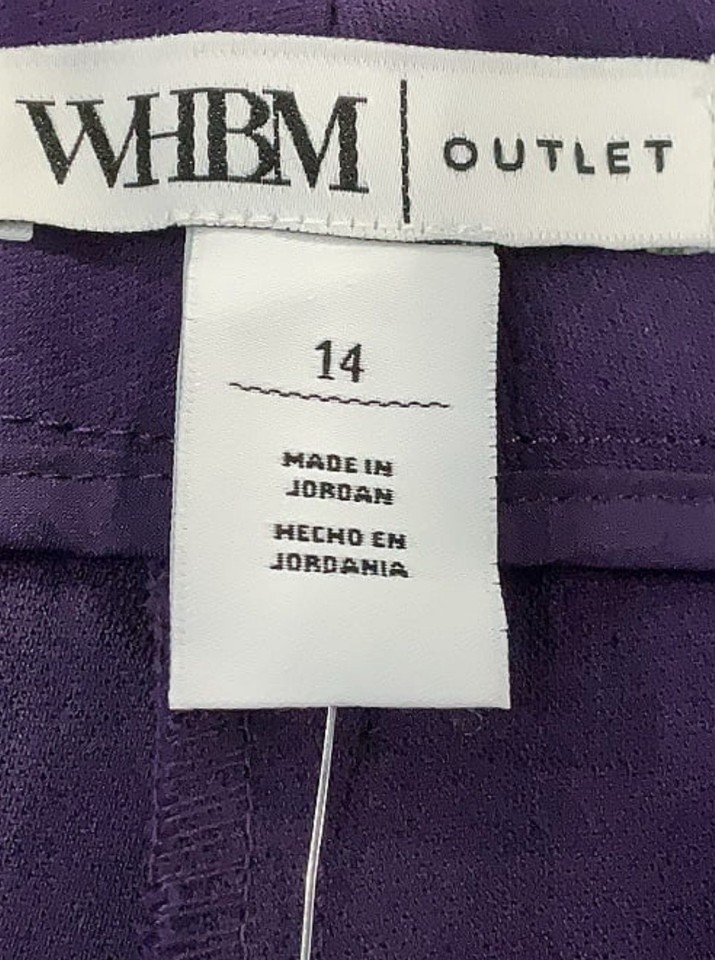 WHBM | OUTLET
14
MADE IN
JORDAN
HECHO EN
JORDANIA